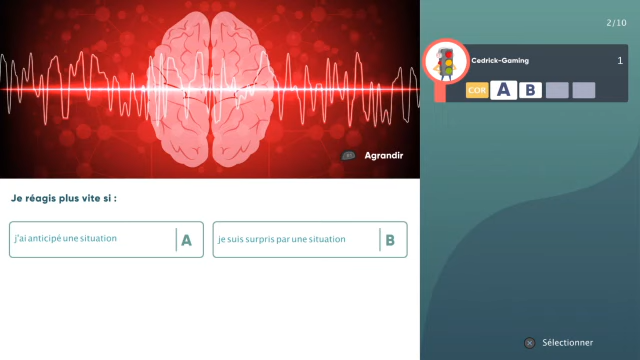 2/10
Cedrick-Gaming 1
COR A B
Agrandir
Je réagis plus vite si :
j'ai anticipé une situation A
je suis surpris par une situation B
Sélectionner